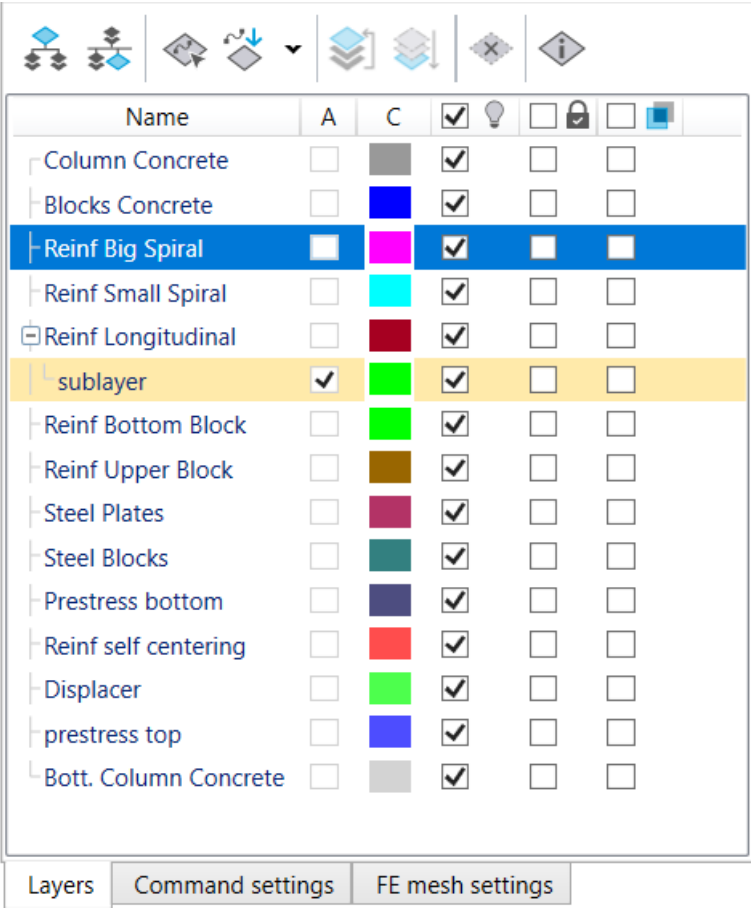 Name A C
Column Concrete
Blocks Concrete
Reinf Big Spiral
Reinf Small Spiral
Reinf Longitudinal
sublayer
Reinf Bottom Block
Reinf Upper Block
Steel Plates
Steel Blocks
Prestress bottom
Reinf self centering
Displacer
prestress top
Bott. Column Concrete
Layers Command settings FE mesh settings